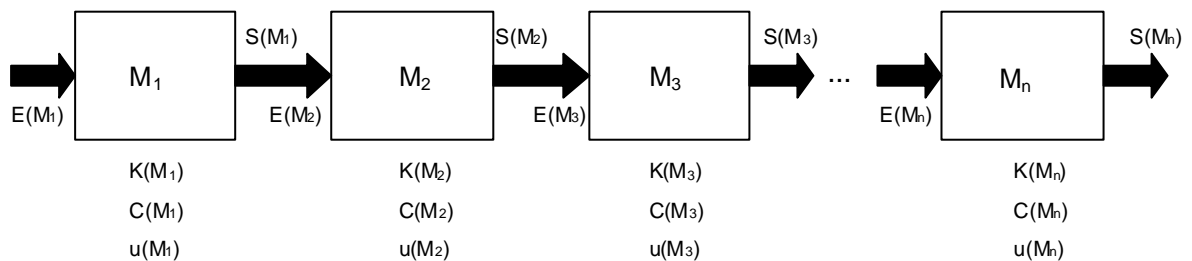 S(M₁) S(M₂) S(M₃) S(Mₙ)
M₁ M₂ M₃ ... Mₙ
E(M₁) E(M₂) E(M₃) E(Mₙ)
K(M₁) K(M₂) K(M₃) K(Mₙ)
C(M₁) C(M₂) C(M₃) C(Mₙ)
u(M₁) u(M₂) u(M₃) u(Mₙ)